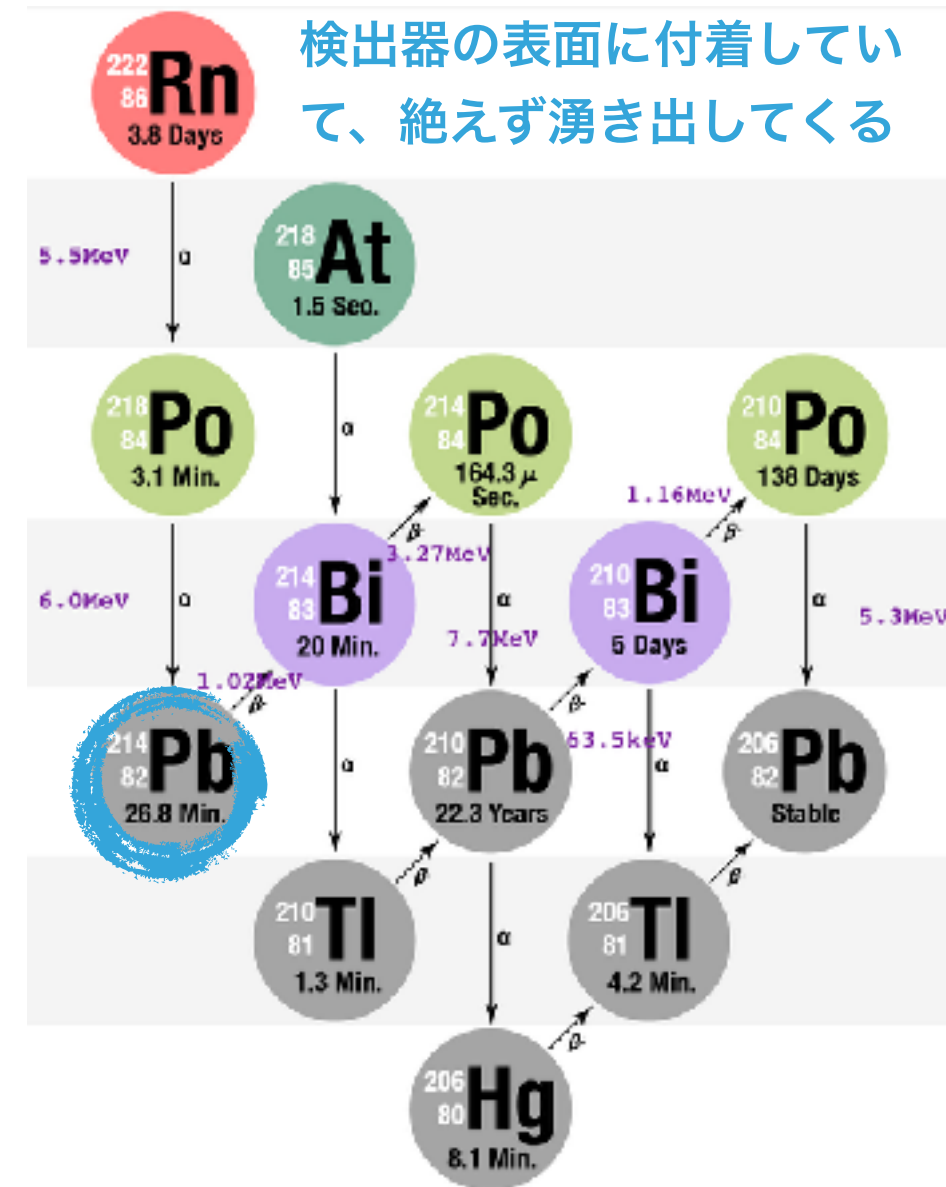 検出器の表面に付着してい
て、絶えず湧き出してくる
222
86
Rn
3.8 Days
5.5MeV
α
218
85
At
1.5 Sec.
218
84
Po
3.1 Min.
α
214
84
Po
164.3 μ
Sec.
210
84
Po
138 Days
1.16MeV
β
β
3.27MeV
6.0MeV
α
214
83
Bi
20 Min.
α
7.7MeV
210
83
Bi
5 Days
α
5.3MeV
1.02MeV
β
β
214
82
Pb
26.8 Min.
α
210
82
Pb
22.3 Years
63.5keV
α
206
82
Pb
Stable
β
β
210
81
Tl
1.3 Min.
α
206
81
Tl
4.2 Min.
β
206
80
Hg
8.1 Min.